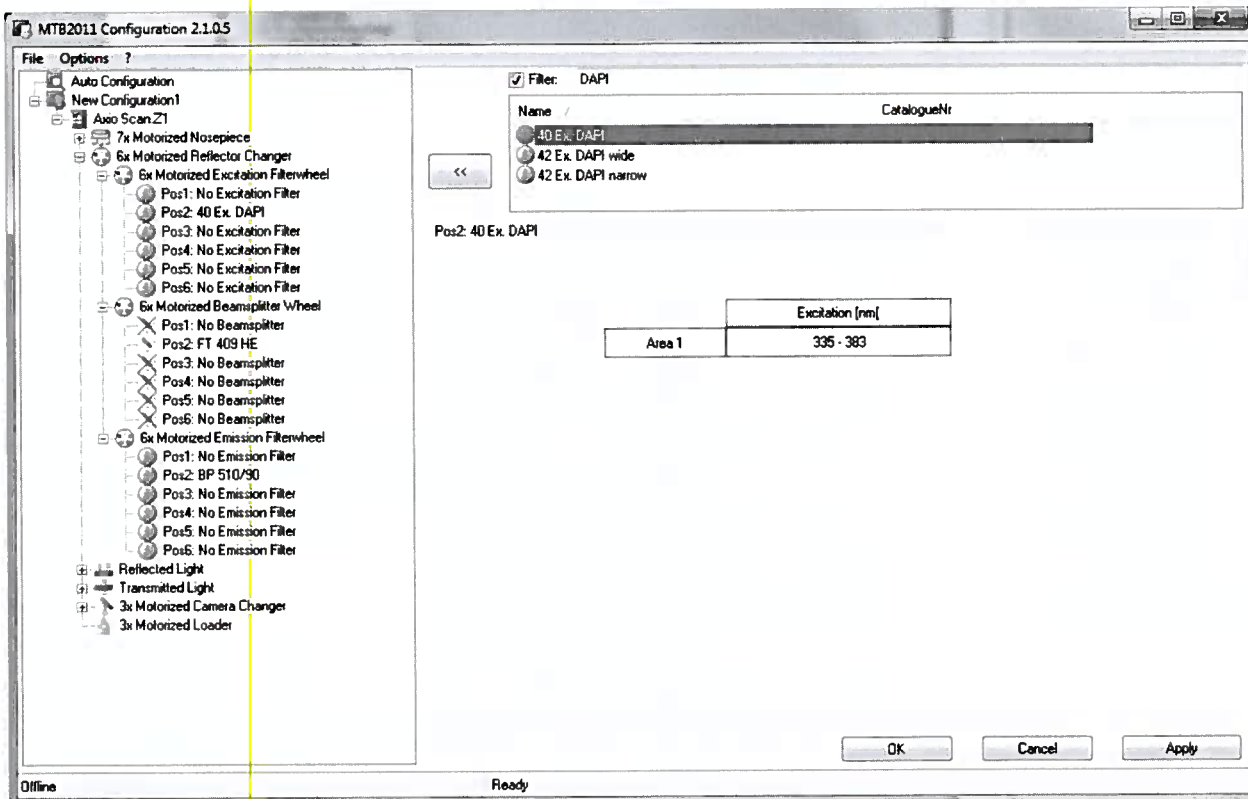 MTB2011 Configuration 2.1.0.5
File Options ?
Auto Configuration
New Configuration1
Axio Scan.Z1
7x Motorized Nosepiece
6x Motorized Reflector Changer
6x Motorized Excitation Filterwheel
Pos1: No Excitation Filter
Pos2: 40 Ex. DAPI
Pos3: No Excitation Filter
Pos4: No Excitation Filter
Pos5: No Excitation Filter
Pos6: No Excitation Filter
6x Motorized Beamsplitter Wheel
Pos1: No Beamsplitter
Pos2: FT 409 HE
Pos3: No Beamsplitter
Pos4: No Beamsplitter
Pos5: No Beamsplitter
Pos6: No Beamsplitter
6x Motorized Emission Filterwheel
Pos1: No Emission Filter
Pos2: BP 510/90
Pos3: No Emission Filter
Pos4: No Emission Filter
Pos5: No Emission Filter
Pos6: No Emission Filter
Reflected Light
Transmitted Light
3x Motorized Camera Changer
3x Motorized Loader
Filter: DAPI
Name / CatalogueNr
40 Ex. DAPI
42 Ex. DAPI wide
42 Ex. DAPI narrow
<<
Pos2: 40 Ex. DAPI
Excitation [nm[
Area 1 335 - 383
OK Cancel Apply
Offline Ready